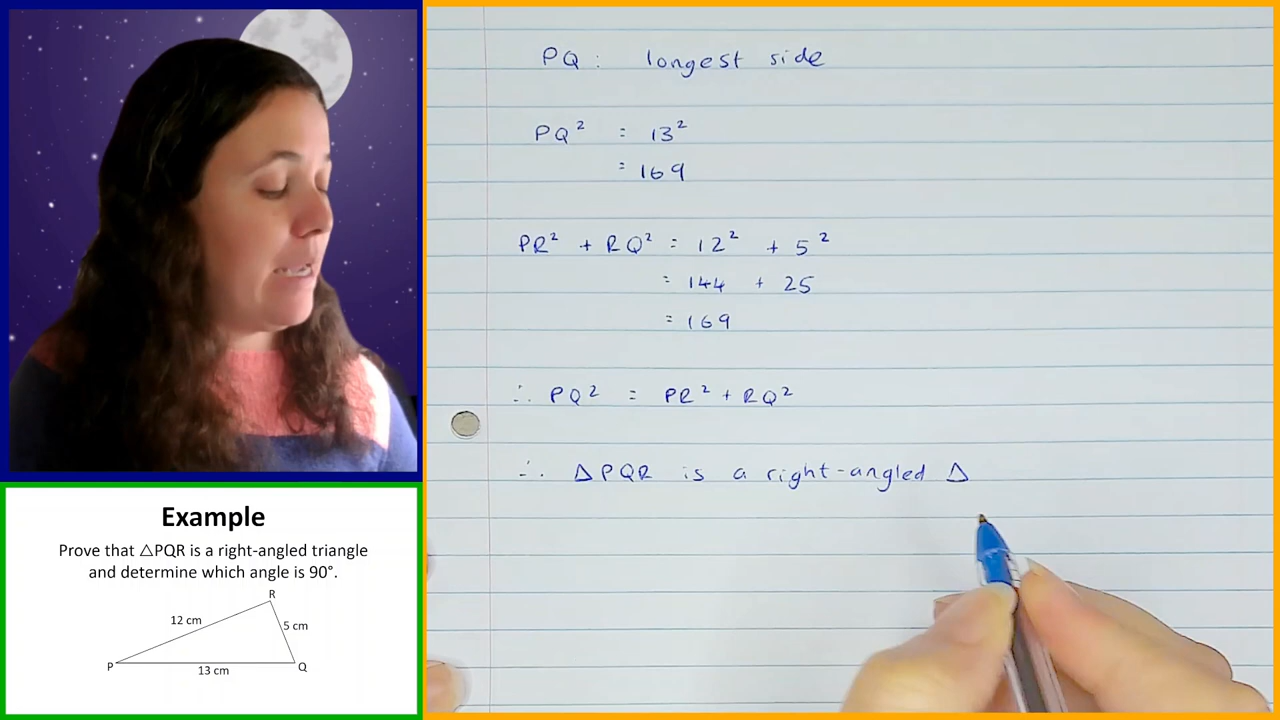 PQ : longest side
PQ² = 13²
= 169
PR² + RQ² = 12² + 5²
= 144 + 25
= 169
∴ PQ² = PR² + RQ²
∴ △PQR is a right-angled △
Example
Prove that △PQR is a right-angled triangle
and determine which angle is 90°.
R
12 cm
5 cm
P
Q
13 cm